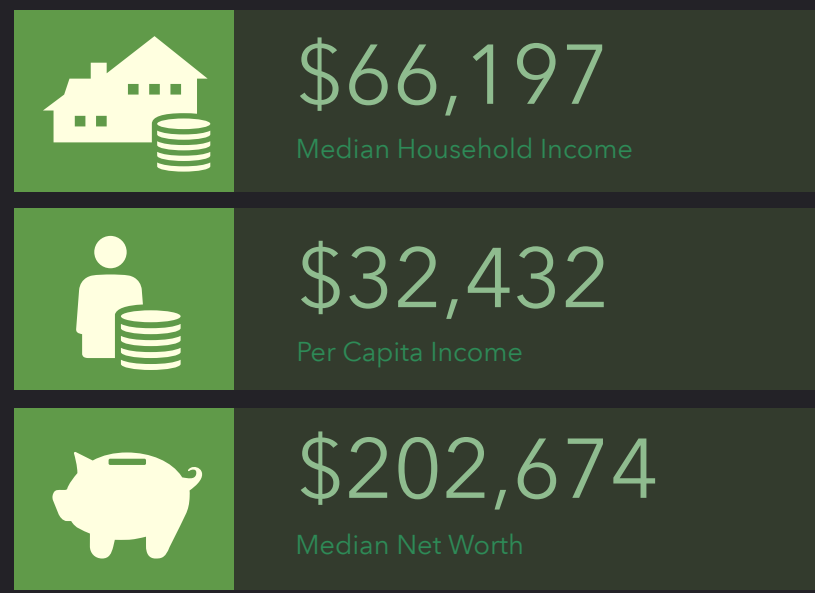 $66,197
Median Household Income
$32,432
Per Capita Income
$202,674
Median Net Worth